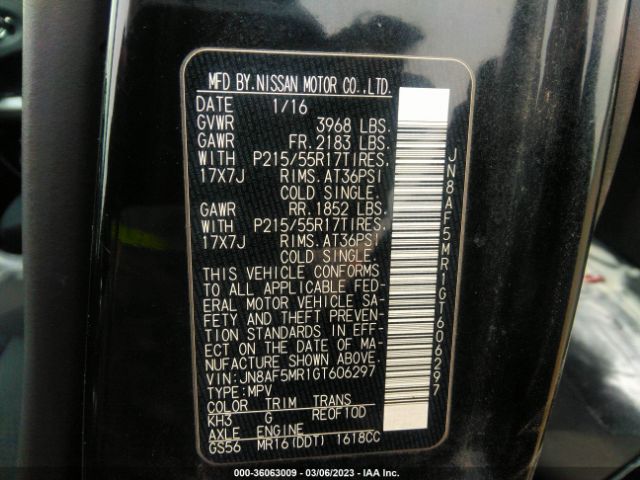 MFD BY.NISSAN MOTOR CO.,LTD.
DATE 1/16
GVWR 3968 LBS.
GAWR FR.2183 LBS.
WITH P215/55R17TIRES.
17X7J RIMS.AT36PSI
COLD SINGLE.
GAWR RR.1852 LBS.
WITH P215/55R17TIRES.
17X7J RIMS.AT36PSI
COLD SINGLE.
THIS VEHICLE CONFORMS
TO ALL APPLICABLE FED-
ERAL MOTOR VEHICLE SA-
FETY AND THEFT PREVEN-
TION STANDARDS IN EFF-
ECT ON THE DATE OF MA-
NUFACTURE SHOWN ABOVE.
VIN:JN8AF5MR1GT606297
TYPE:MPV
COLOR TRIM TRANS
KH3 G RE0F10D
AXLE ENGINE
GS56 MR16(DDT) 1618CC
JN8AF5MR1GT606297
000-36063009 - 03/06/2023 - IAA Inc.